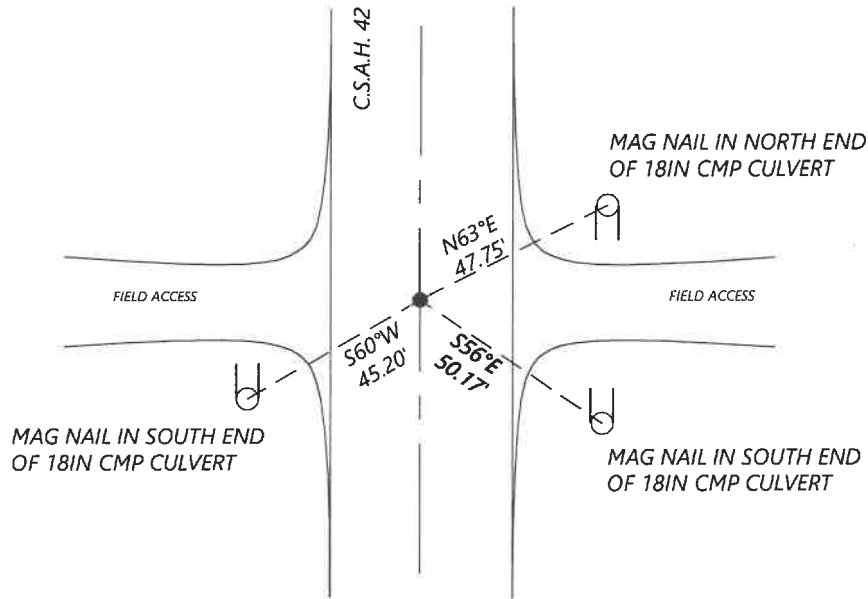 C.S.A.H. 42
MAG NAIL IN NORTH END
OF 18IN CMP CULVERT
N63°E
47.75'
FIELD ACCESS
FIELD ACCESS
S60°W
45.20'
S56°E
50.17'
MAG NAIL IN SOUTH END
OF 18IN CMP CULVERT
MAG NAIL IN SOUTH END
OF 18IN CMP CULVERT